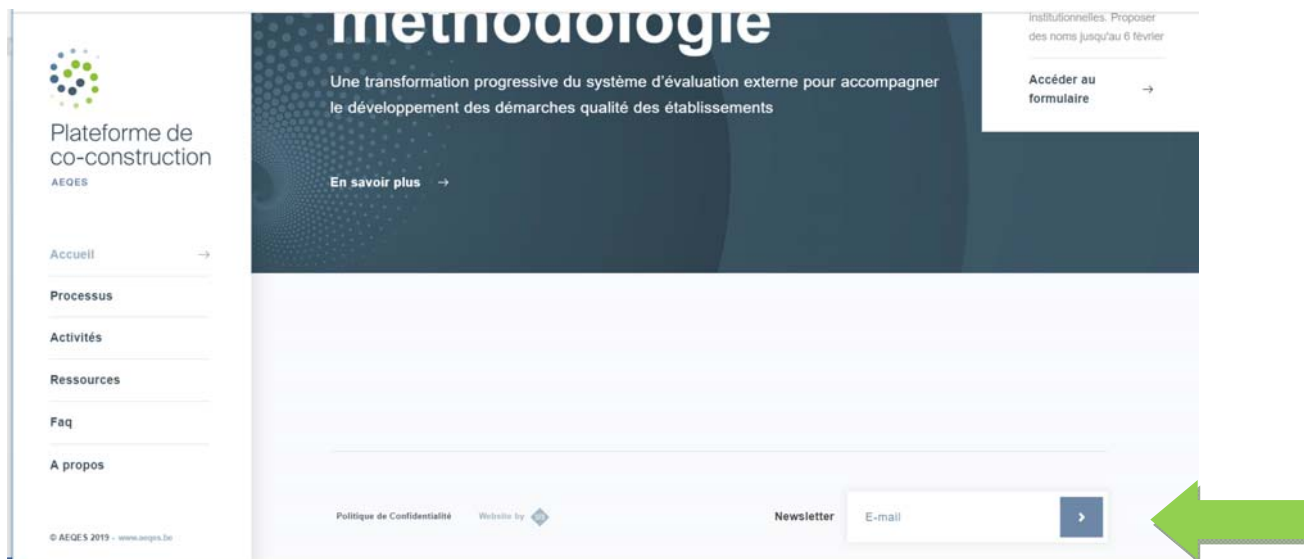 Plateforme de
co-construction
AEQES
Accueil →
Processus
Activités
Ressources
Faq
A propos
© AEQES 2019 - www.aeqes.be
méthodologie
Une transformation progressive du système d'évaluation externe pour accompagner
le développement des démarches qualité des établissements
En savoir plus →
institutionnelles. Proposer
des noms jusqu'au 6 février
Accéder au
formulaire →
Politique de Confidentialité
Website by
Newsletter
E-mail